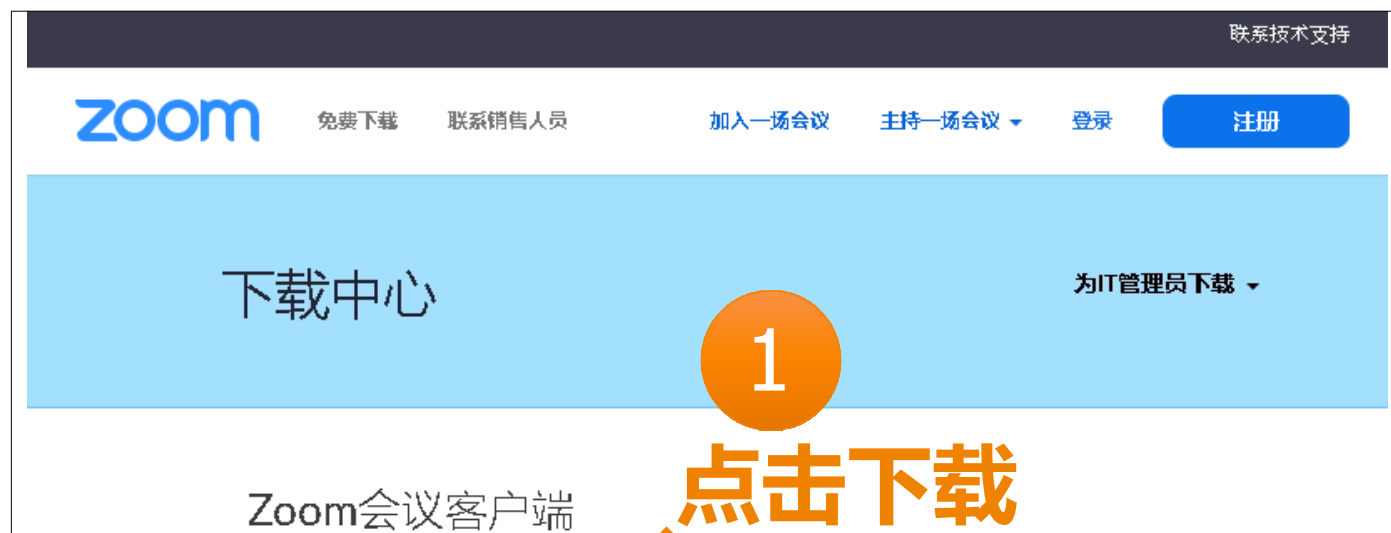 联系技术支持
zoom 免费下载 联系销售人员 加入一场会议 主持一场会议 登录 注册
下载中心 为IT管理员下载
1
点击下载
Zoom会议客户端